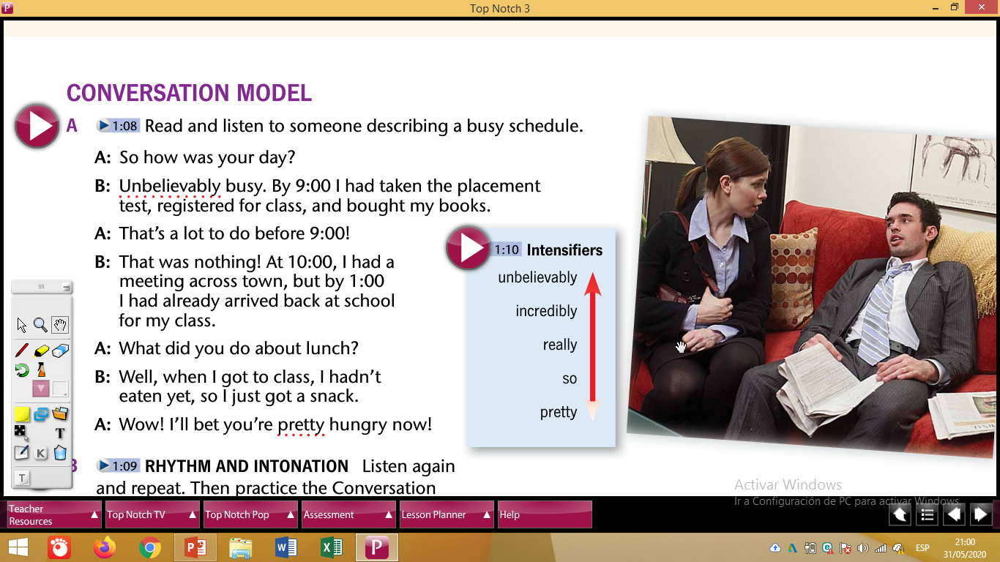 Top Notch 3
CONVERSATION MODEL
A 1:08 Read and listen to someone describing a busy schedule.
A: So how was your day?
B: Unbelievably busy. By 9:00 I had taken the placement
test, registered for class, and bought my books.
A: That's a lot to do before 9:00!
B: That was nothing! At 10:00, I had a
meeting across town, but by 1:00
I had already arrived back at school
for my class.
A: What did you do about lunch?
B: Well, when I got to class, I hadn't
eaten yet, so I just got a snack.
A: Wow! I'll bet you're pretty hungry now!
1:10 Intensifiers
unbelievably
incredibly
really
so
pretty
B 1:09 RHYTHM AND INTONATION Listen again
and repeat. Then practice the Conversation
T
K
T
Activar Windows
Ir a Configuración de PC para activar Windows.
Teacher
Resources
Top Notch TV
Top Notch Pop
Assessment
Lesson Planner
Help
ESP
21:00
31/05/2020